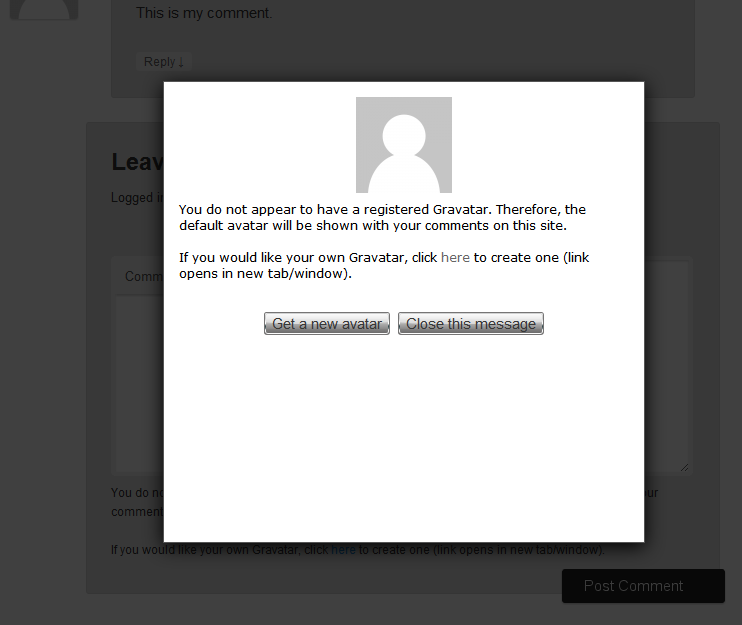 This is my comment.
Reply ↓
Leav
Logged i
Comm
You do not appear to have a registered Gravatar. Therefore, the
default avatar will be shown with your comments on this site.
If you would like your own Gravatar, click here to create one (link
opens in new tab/window).
Get a new avatar
Close this message
You do no
ur
comment
If you would like your own Gravatar, click here to create one (link opens in new tab/window).
Post Comment